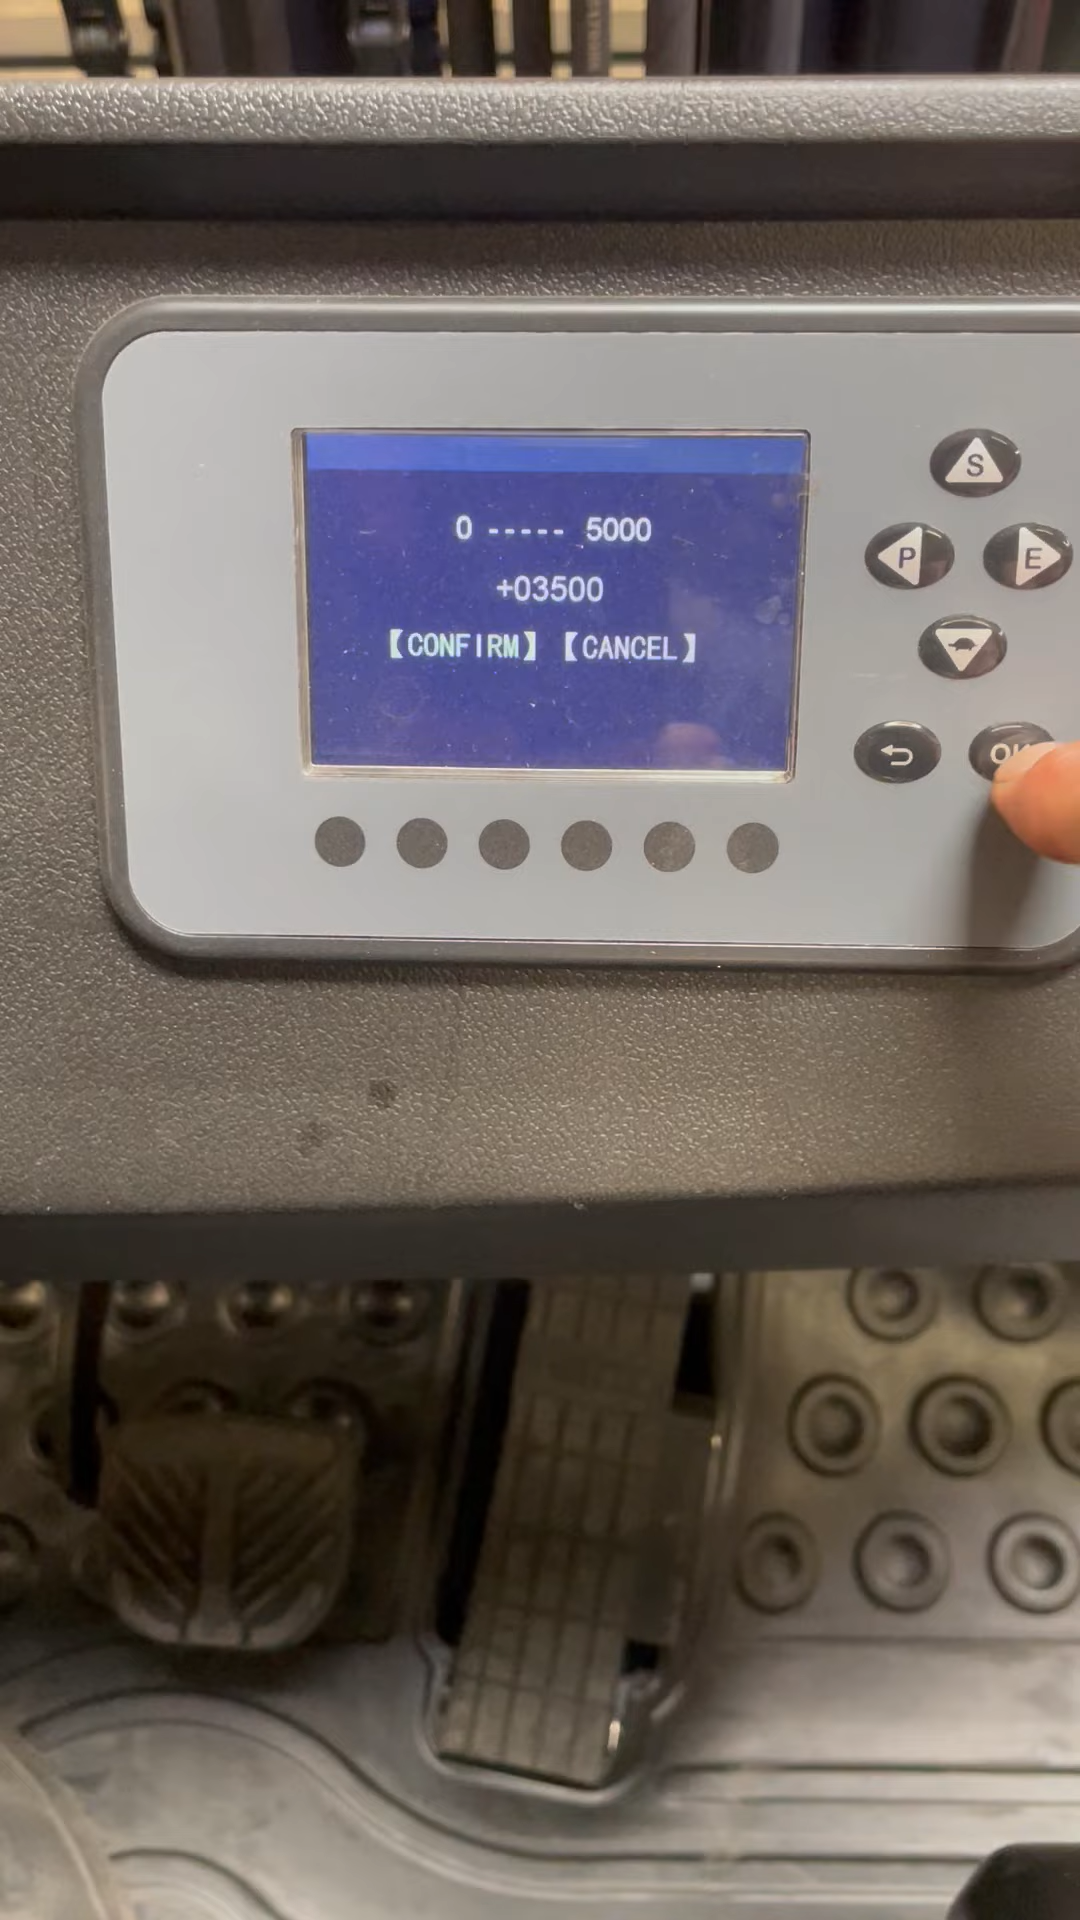 0 ----- 5000
+03500
【CONFIRM】 【CANCEL】
S
P
E